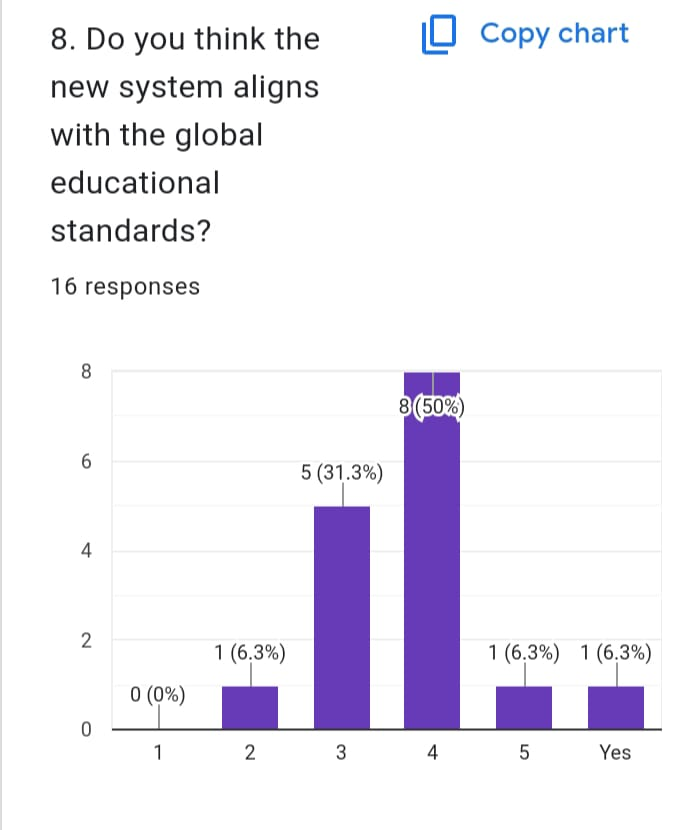 8. Do you think the
new system aligns
with the global
educational
standards?
Copy chart
16 responses
8
6
4
2
0
0 (0%)
1 (6.3%)
5 (31.3%)
8 (50%)
1 (6.3%)
1 (6.3%)
1
2
3
4
5
Yes